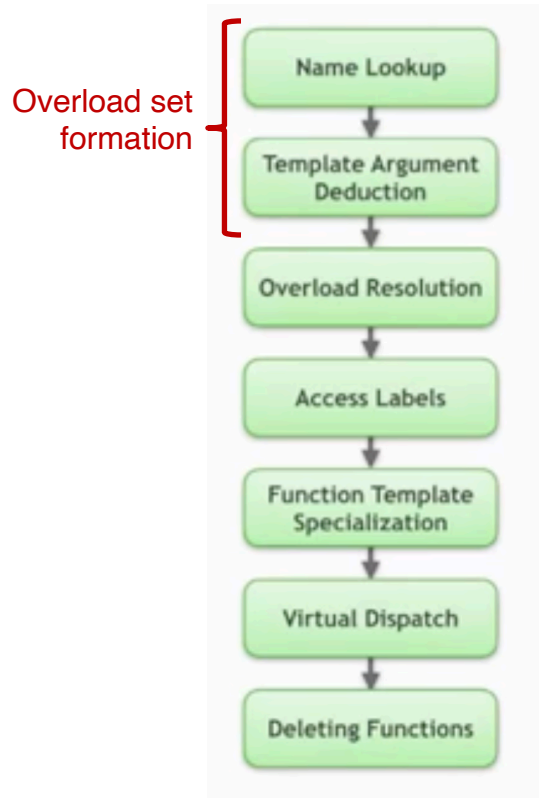 Overload set
formation
Name Lookup
Template Argument
Deduction
Overload Resolution
Access Labels
Function Template
Specialization
Virtual Dispatch
Deleting Functions